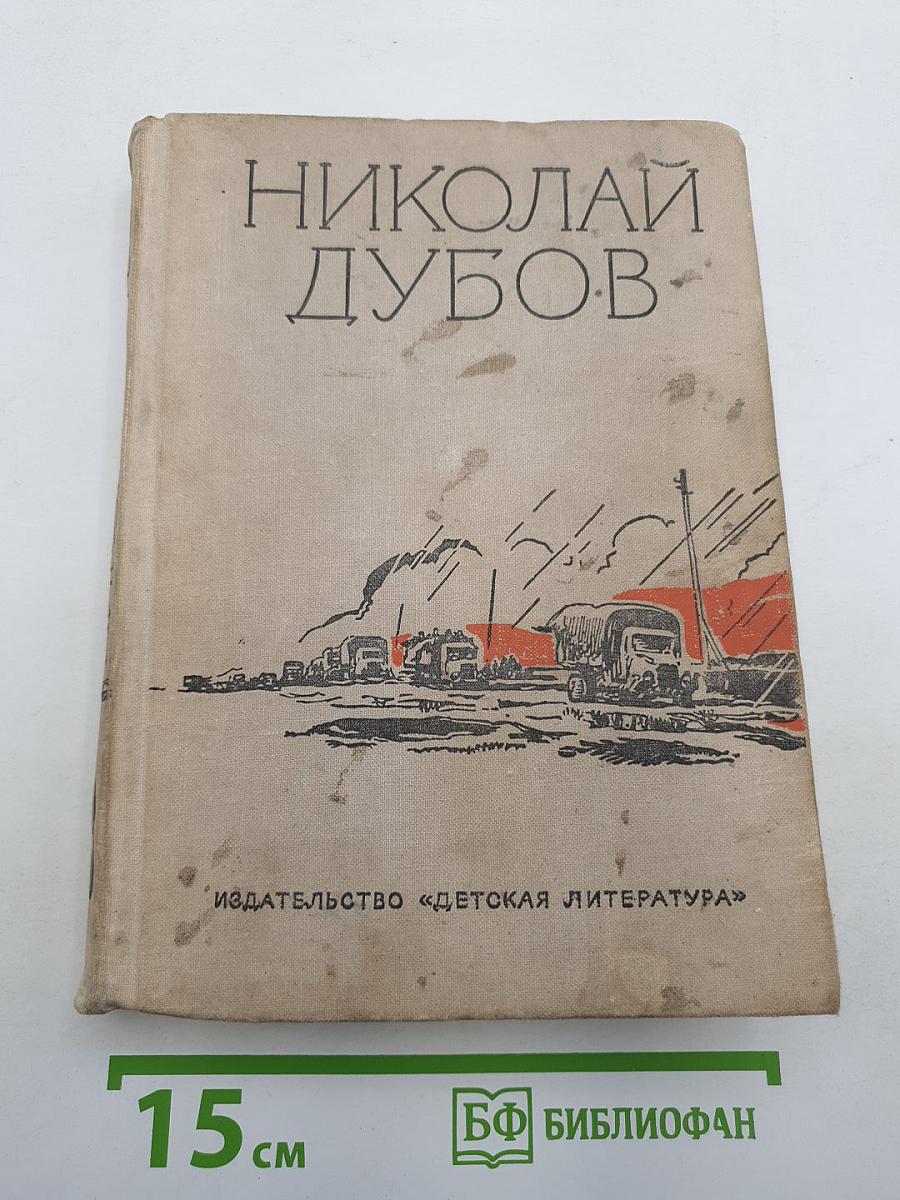 НИКОЛАЙ
ДУБОВ
ИЗДАТЕЛЬСТВО «ДЕТСКАЯ ЛИТЕРАТУРА»
15 см
БФ БИБЛИОФАН